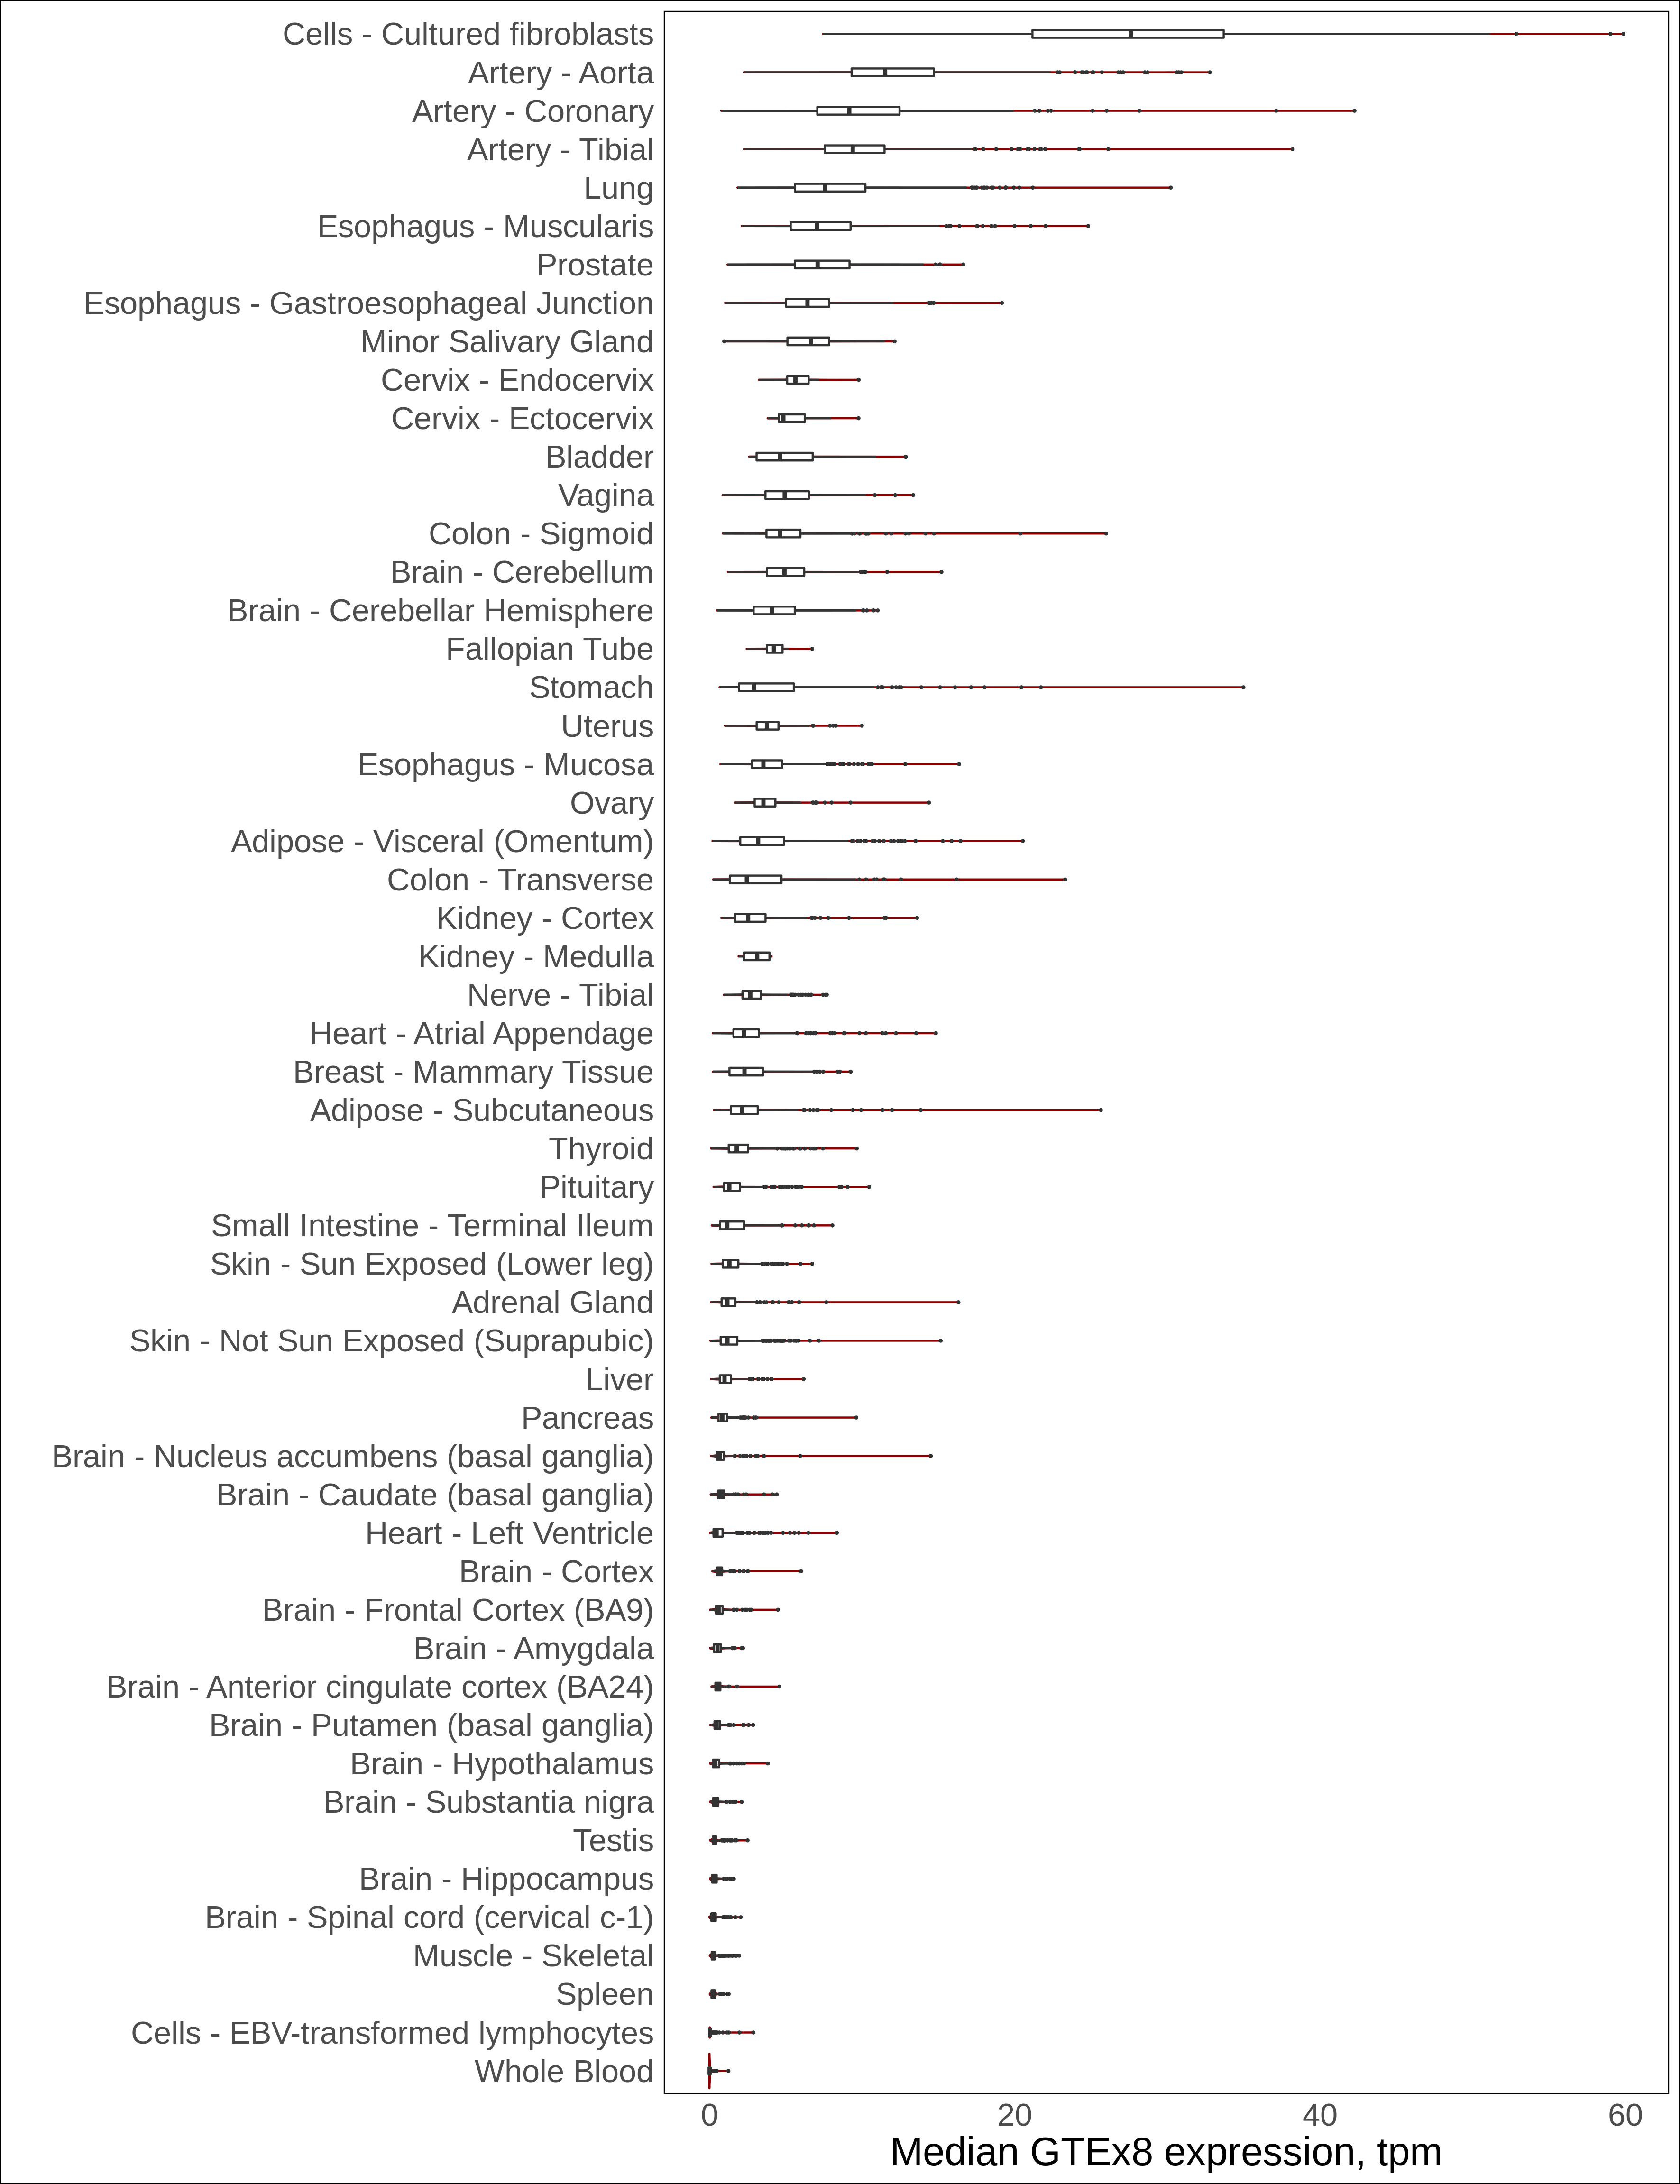 Cells - Cultured fibroblasts
Artery - Aorta
Artery - Coronary
Artery - Tibial
Lung
Esophagus - Muscularis
Prostate
Esophagus - Gastroesophageal Junction
Minor Salivary Gland
Cervix - Endocervix
Cervix - Ectocervix
Bladder
Vagina
Colon - Sigmoid
Brain - Cerebellum
Brain - Cerebellar Hemisphere
Fallopian Tube
Stomach
Uterus
Esophagus - Mucosa
Ovary
Adipose - Visceral (Omentum)
Colon - Transverse
Kidney - Cortex
Kidney - Medulla
Nerve - Tibial
Heart - Atrial Appendage
Breast - Mammary Tissue
Adipose - Subcutaneous
Thyroid
Pituitary
Small Intestine - Terminal Ileum
Skin - Sun Exposed (Lower leg)
Adrenal Gland
Skin - Not Sun Exposed (Suprapubic)
Liver
Pancreas
Brain - Nucleus accumbens (basal ganglia)
Brain - Caudate (basal ganglia)
Heart - Left Ventricle
Brain - Cortex
Brain - Frontal Cortex (BA9)
Brain - Amygdala
Brain - Anterior cingulate cortex (BA24)
Brain - Putamen (basal ganglia)
Brain - Hypothalamus
Brain - Substantia nigra
Testis
Brain - Hippocampus
Brain - Spinal cord (cervical c-1)
Muscle - Skeletal
Spleen
Cells - EBV-transformed lymphocytes
Whole Blood
0 20 40 60
Median GTEx8 expression, tpm